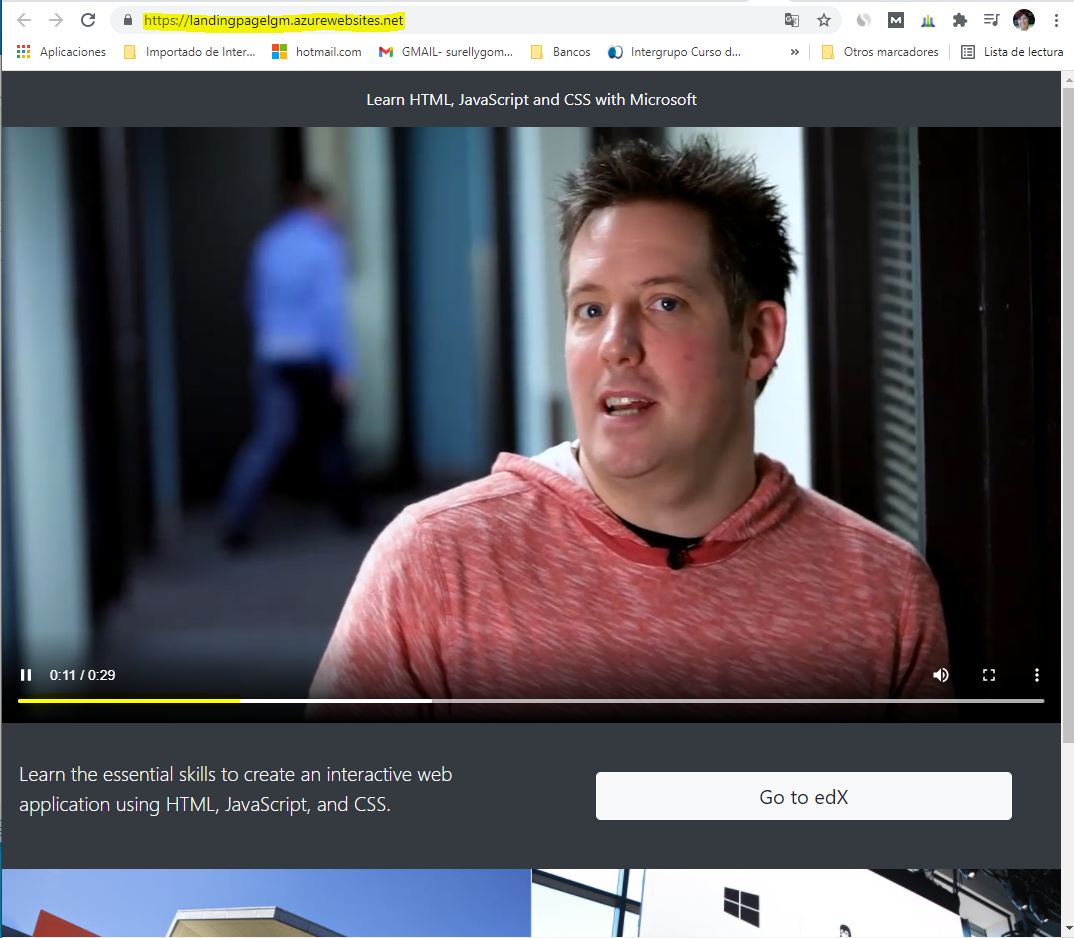 https://landingpagelgm.azurewebsites.net
Aplicaciones Importado de Inter... hotmail.com GMAIL- surellygom... Bancos Intergrupo Curso d... » Otros marcadores Lista de lectura
Learn HTML, JavaScript and CSS with Microsoft
0:11 / 0:29
Learn the essential skills to create an interactive web
application using HTML, JavaScript, and CSS.
Go to edX